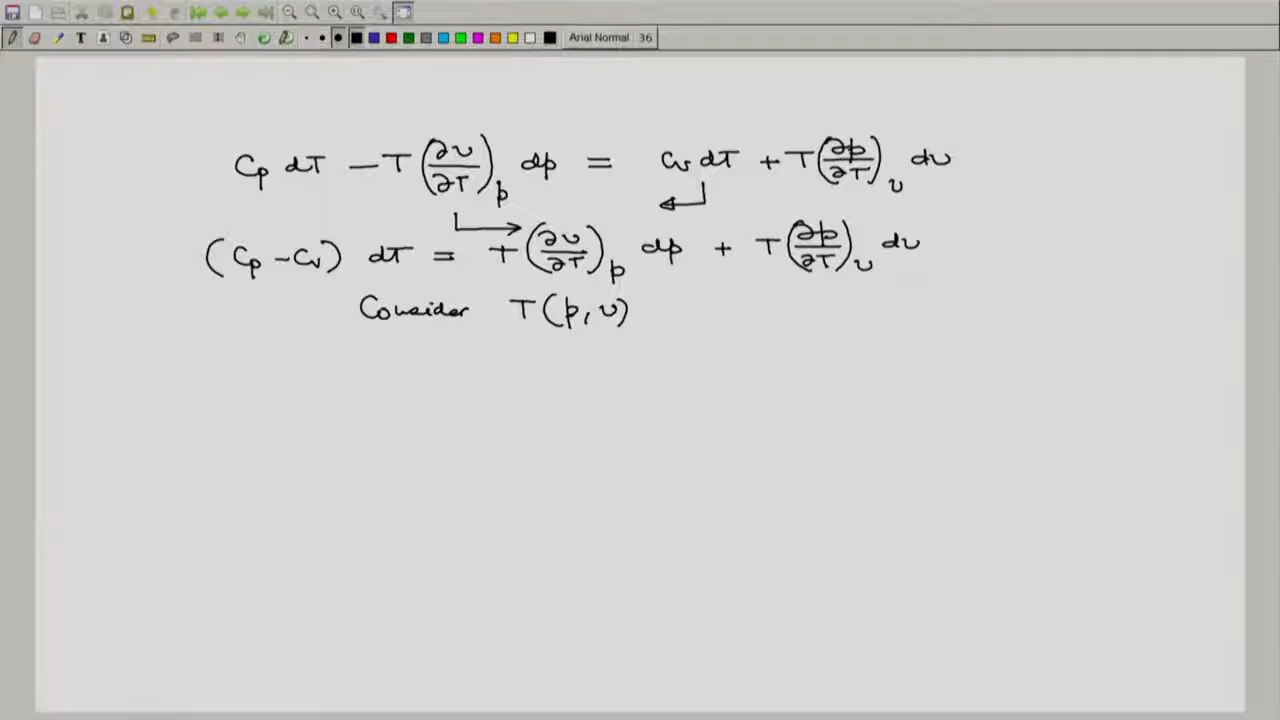 Arial Normal 36
Cp dT − T(∂v/∂T)p dp = Cv dT + T(∂p/∂T)v dv
(Cp − Cv) dT = T(∂v/∂T)p dp + T(∂p/∂T)v dv
Consider T(p, v)